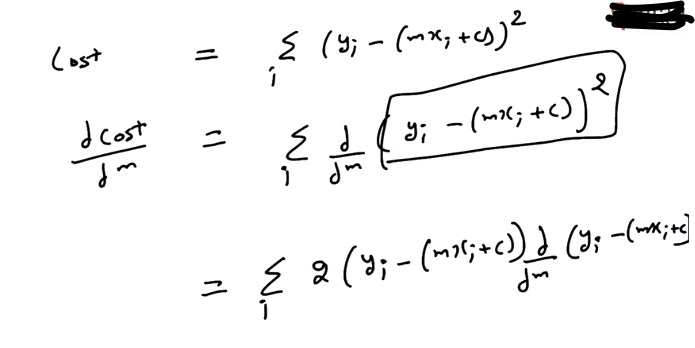 Cost = Σ_i (y_i - (mx_i + c))^2
dcost/dm = Σ_i d/dm (y_i - (mx_i + c))^2
= Σ_i 2 (y_i - (mx_i + c)) d/dm (y_i - (mx_i + c)